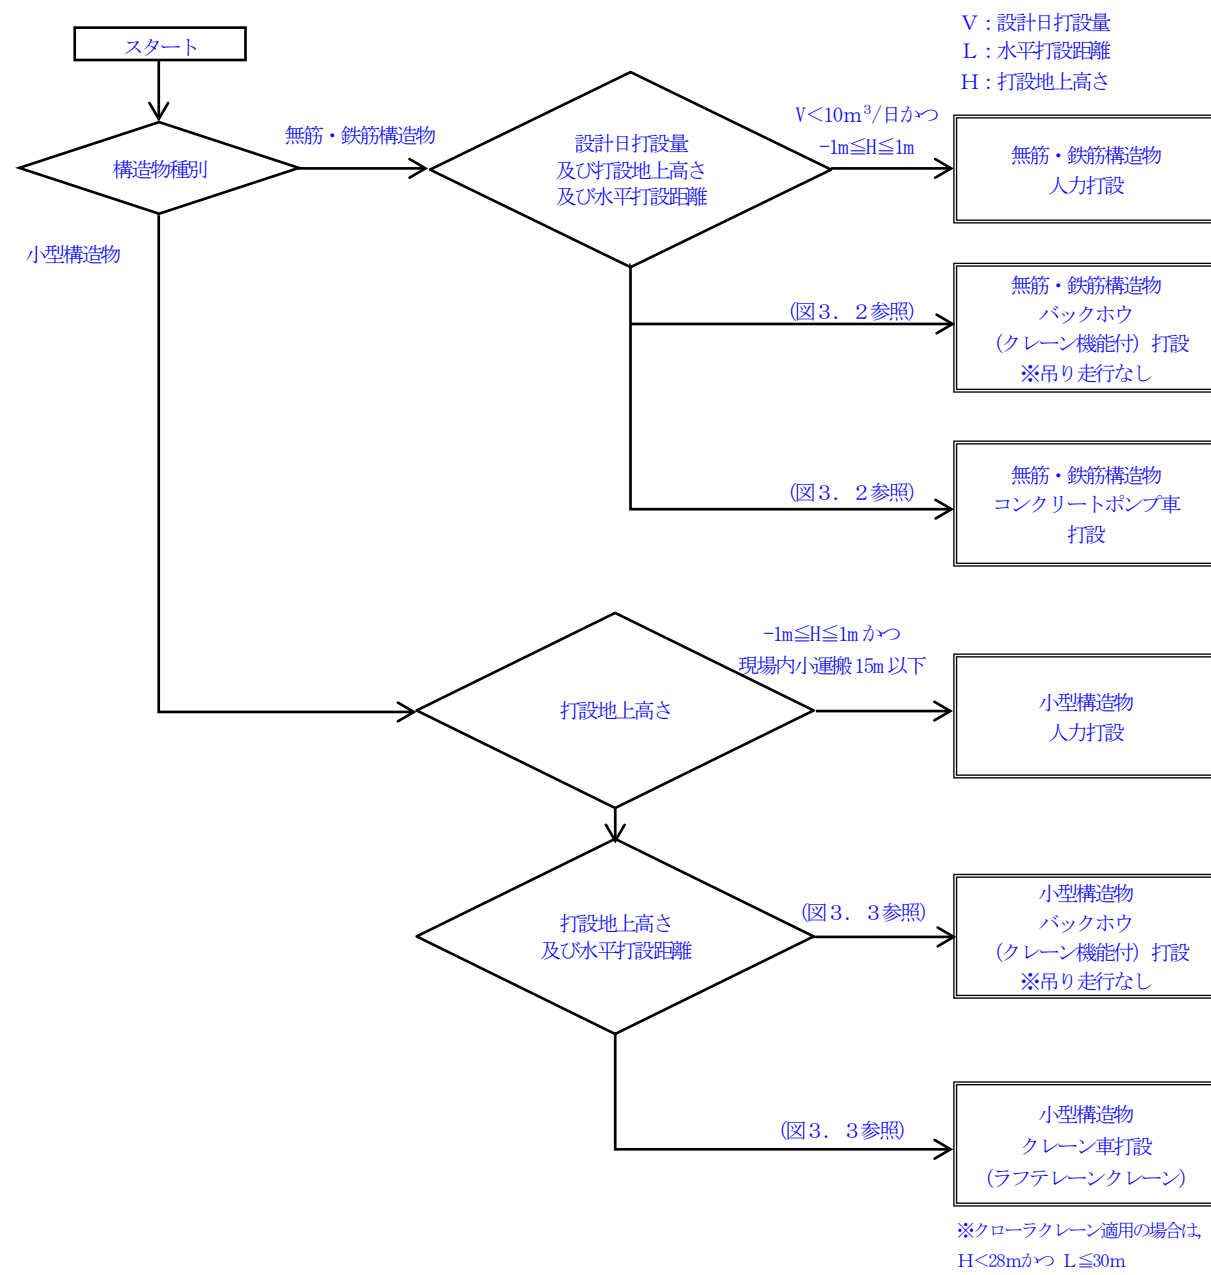 V：設計日打設量
L：水平打設距離
H：打設地上高さ
スタート
構造物種別
無筋・鉄筋構造物
小型構造物
設計日打設量
及び打設地上高さ
及び水平打設距離
V＜10m³/日かつ
-1m≦H≦1m
無筋・鉄筋構造物
人力打設
(図３．２参照)
無筋・鉄筋構造物
バックホウ
(クレーン機能付) 打設
※吊り走行なし
(図３．２参照)
無筋・鉄筋構造物
コンクリートポンプ車
打設
打設地上高さ
-1m≦H≦1mかつ
現場内小運搬15m以下
小型構造物
人力打設
打設地上高さ
及び水平打設距離
(図３．３参照)
小型構造物
バックホウ
(クレーン機能付) 打設
※吊り走行なし
(図３．３参照)
小型構造物
クレーン車打設
(ラフテレーンクレーン)
※クローラクレーン適用の場合は,
H＜28mかつ L≦30m